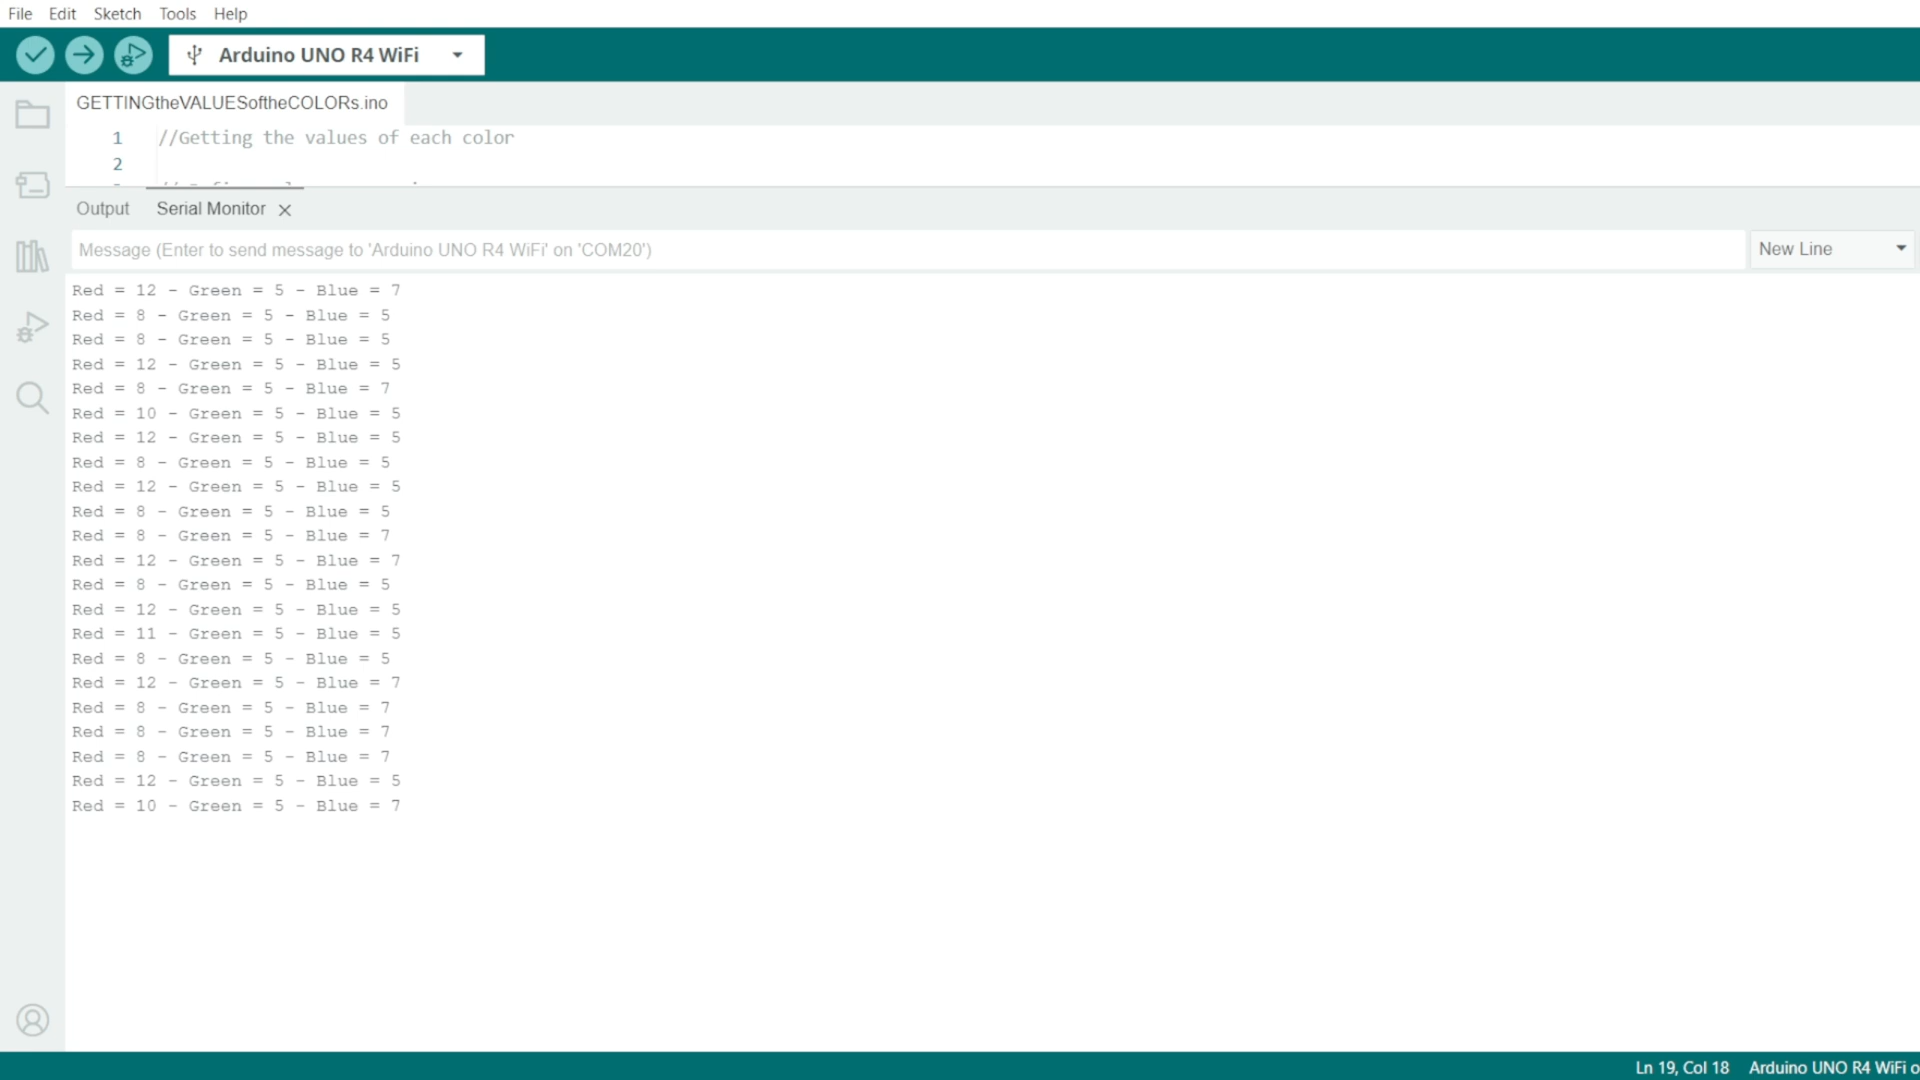 File Edit Sketch Tools Help
Arduino UNO R4 WiFi
GETTINGtheVALUESoftheCOLORs.ino
1 //Getting the values of each color
2
Output Serial Monitor
Message (Enter to send message to 'Arduino UNO R4 WiFi' on 'COM20') New Line
Red = 12 - Green = 5 - Blue = 7
Red = 8 - Green = 5 - Blue = 5
Red = 8 - Green = 5 - Blue = 5
Red = 12 - Green = 5 - Blue = 5
Red = 8 - Green = 5 - Blue = 7
Red = 10 - Green = 5 - Blue = 5
Red = 12 - Green = 5 - Blue = 5
Red = 8 - Green = 5 - Blue = 5
Red = 12 - Green = 5 - Blue = 5
Red = 8 - Green = 5 - Blue = 5
Red = 8 - Green = 5 - Blue = 7
Red = 12 - Green = 5 - Blue = 7
Red = 8 - Green = 5 - Blue = 5
Red = 12 - Green = 5 - Blue = 5
Red = 11 - Green = 5 - Blue = 5
Red = 8 - Green = 5 - Blue = 5
Red = 12 - Green = 5 - Blue = 7
Red = 8 - Green = 5 - Blue = 7
Red = 8 - Green = 5 - Blue = 7
Red = 8 - Green = 5 - Blue = 7
Red = 12 - Green = 5 - Blue = 5
Red = 10 - Green = 5 - Blue = 7
Ln 19, Col 18 Arduino UNO R4 WiFi o